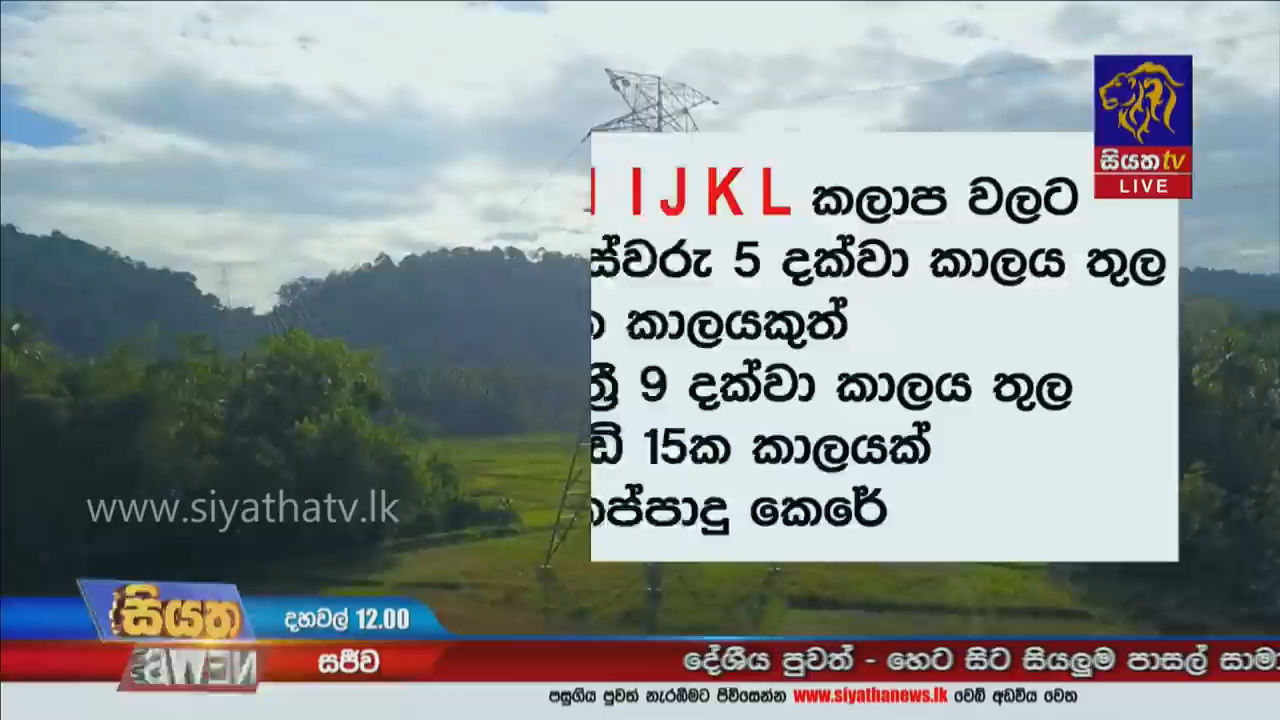 සියත tv
LIVE
I J K L කලාප වලට
ස්වරු 5 දක්වා කාලය තුල
කාලයකුත්
ත්‍රී 9 දක්වා කාලය තුල
ඩි 15ක කාලයක්
ප්පාදු කෙරේ
www.siyathatv.lk
සියත
NEWS
දහවල් 12.00
සජීව
දේශීය පුවත් - හෙට සිට සියලුම පාසල් සාමා
පසුගිය පුවත් නැරඹීමට පිවිසෙන්න www.siyathanews.lk වෙබ් අඩවිය වෙත